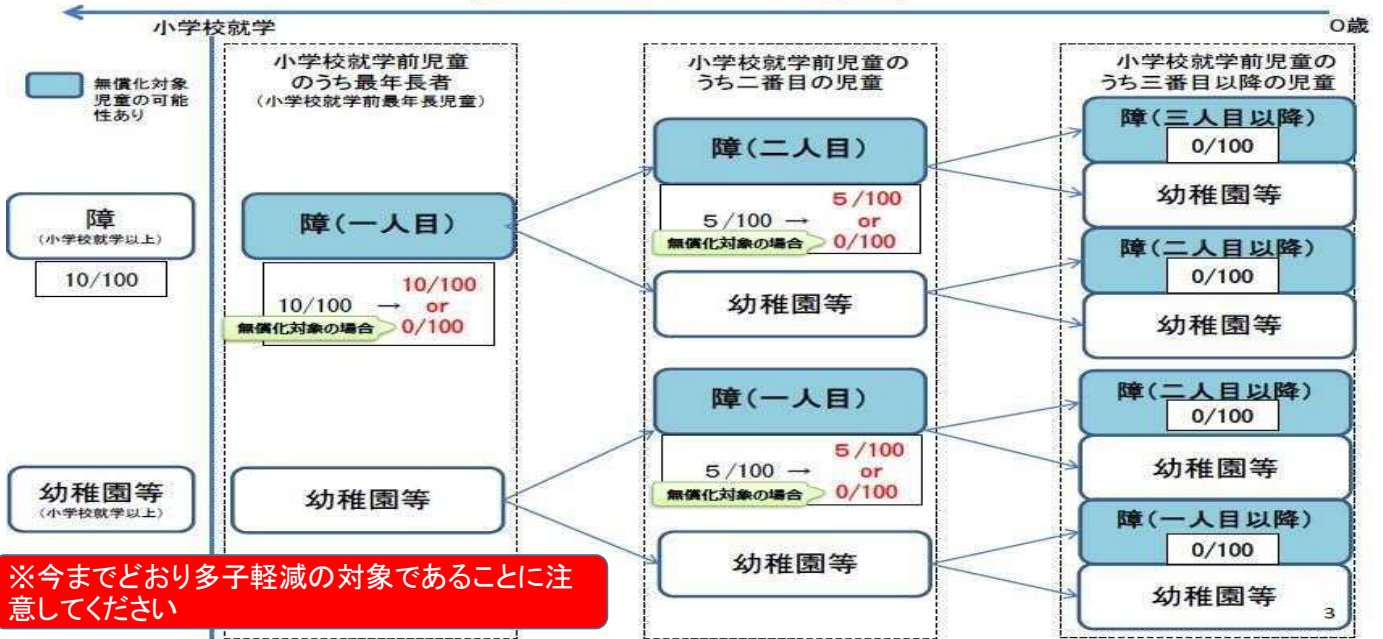 小学校就学
0歳
無償化対象
児童の可能
性あり
障
(小学校就学以上)
10/100
幼稚園等
(小学校就学以上)
※今までどおり多子軽減の対象であることに注
意してください
小学校就学前児童
のうち最年長者
(小学校就学前最年長児童)
障(一人目)
10/100 → 10/100
or
無償化対象の場合 0/100
幼稚園等
小学校就学前児童の
うち二番目の児童
障(二人目)
5/100 → 5/100
or
無償化対象の場合 0/100
幼稚園等
障(一人目)
5/100 → 5/100
or
無償化対象の場合 0/100
幼稚園等
小学校就学前児童の
うち三番目以降の児童
障(三人目以降)
0/100
幼稚園等
障(二人目以降)
0/100
幼稚園等
障(二人目以降)
0/100
幼稚園等
障(一人目以降)
0/100
幼稚園等
3